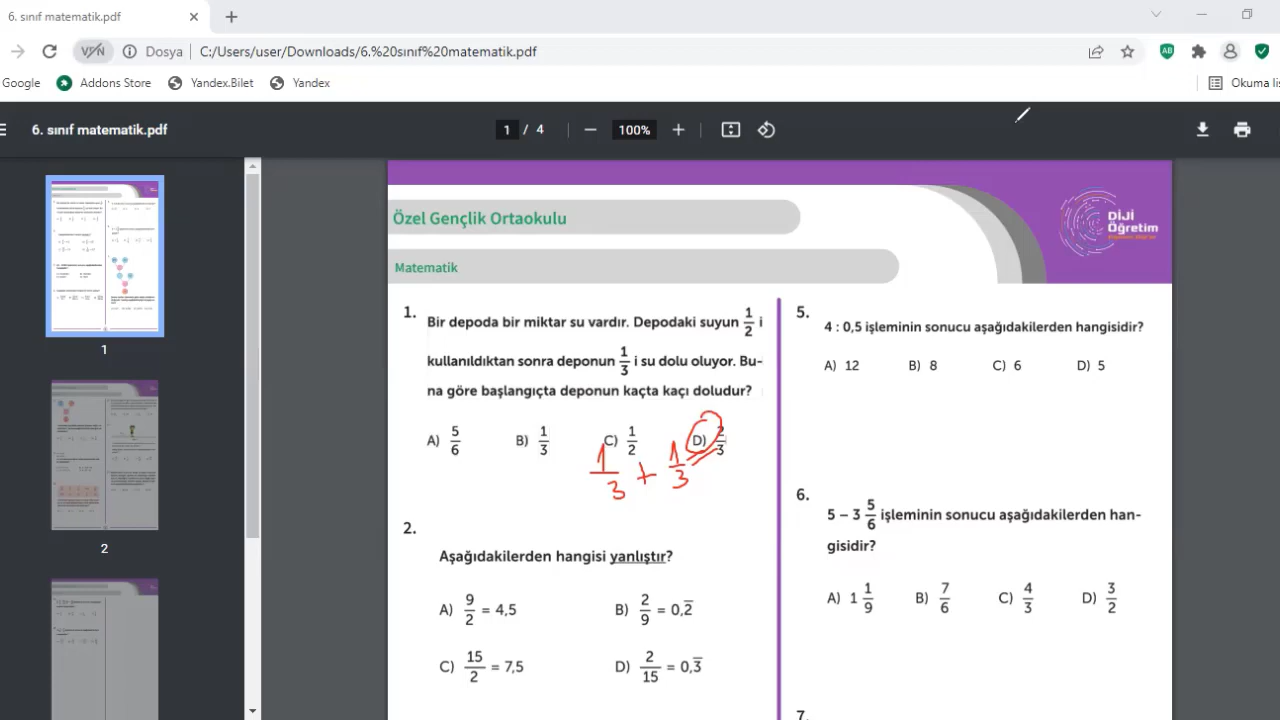 6. sınıf matematik.pdf
VPN Dosya C:/Users/user/Downloads/6.%20sınıf%20matematik.pdf
Google Addons Store Yandex.Bilet Yandex Okuma lis
6. sınıf matematik.pdf 1 / 4 100%
1
2
Özel Gençlik Ortaokulu
Matematik
DİJİ
Öğretim
1.
Bir depoda bir miktar su vardır. Depodaki suyun 1/2 i
kullanıldıktan sonra deponun 1/3 i su dolu oluyor. Bu-
na göre başlangıçta deponun kaçta kaçı doludur?
A) 5/6 B) 1/3 C) 1/2 D) 2/3
1/3 + 1/3
2.
Aşağıdakilerden hangisi yanlıştır?
A) 9/2 = 4,5 B) 2/9 = 0,2̅
C) 15/2 = 7,5 D) 2/15 = 0,3̅
5.
4 : 0,5 işleminin sonucu aşağıdakilerden hangisidir?
A) 12 B) 8 C) 6 D) 5
6.
5 – 3 5/6 işleminin sonucu aşağıdakilerden han-
gisidir?
A) 1 1/9 B) 7/6 C) 4/3 D) 3/2
7.